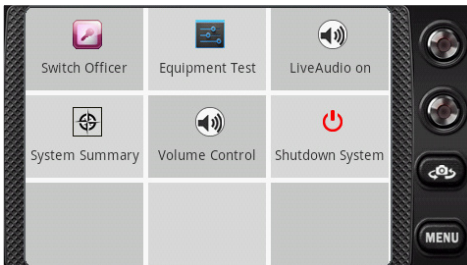 Switch Officer
Equipment Test
LiveAudio on
System Summary
Volume Control
Shutdown System
MENU